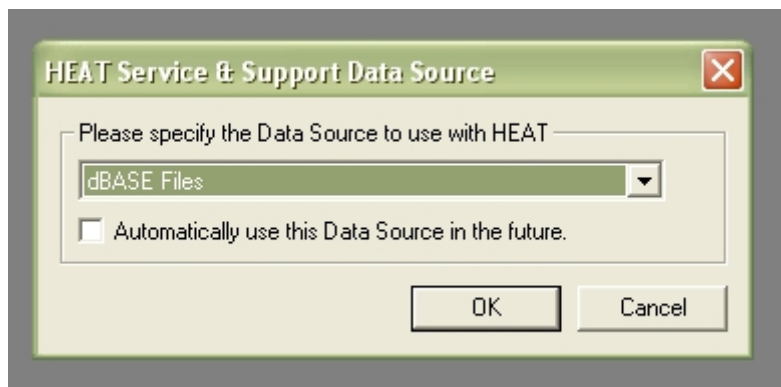 HEAT Service & Support Data Source
Please specify the Data Source to use with HEAT
dBASE Files
Automatically use this Data Source in the future.
OK
Cancel